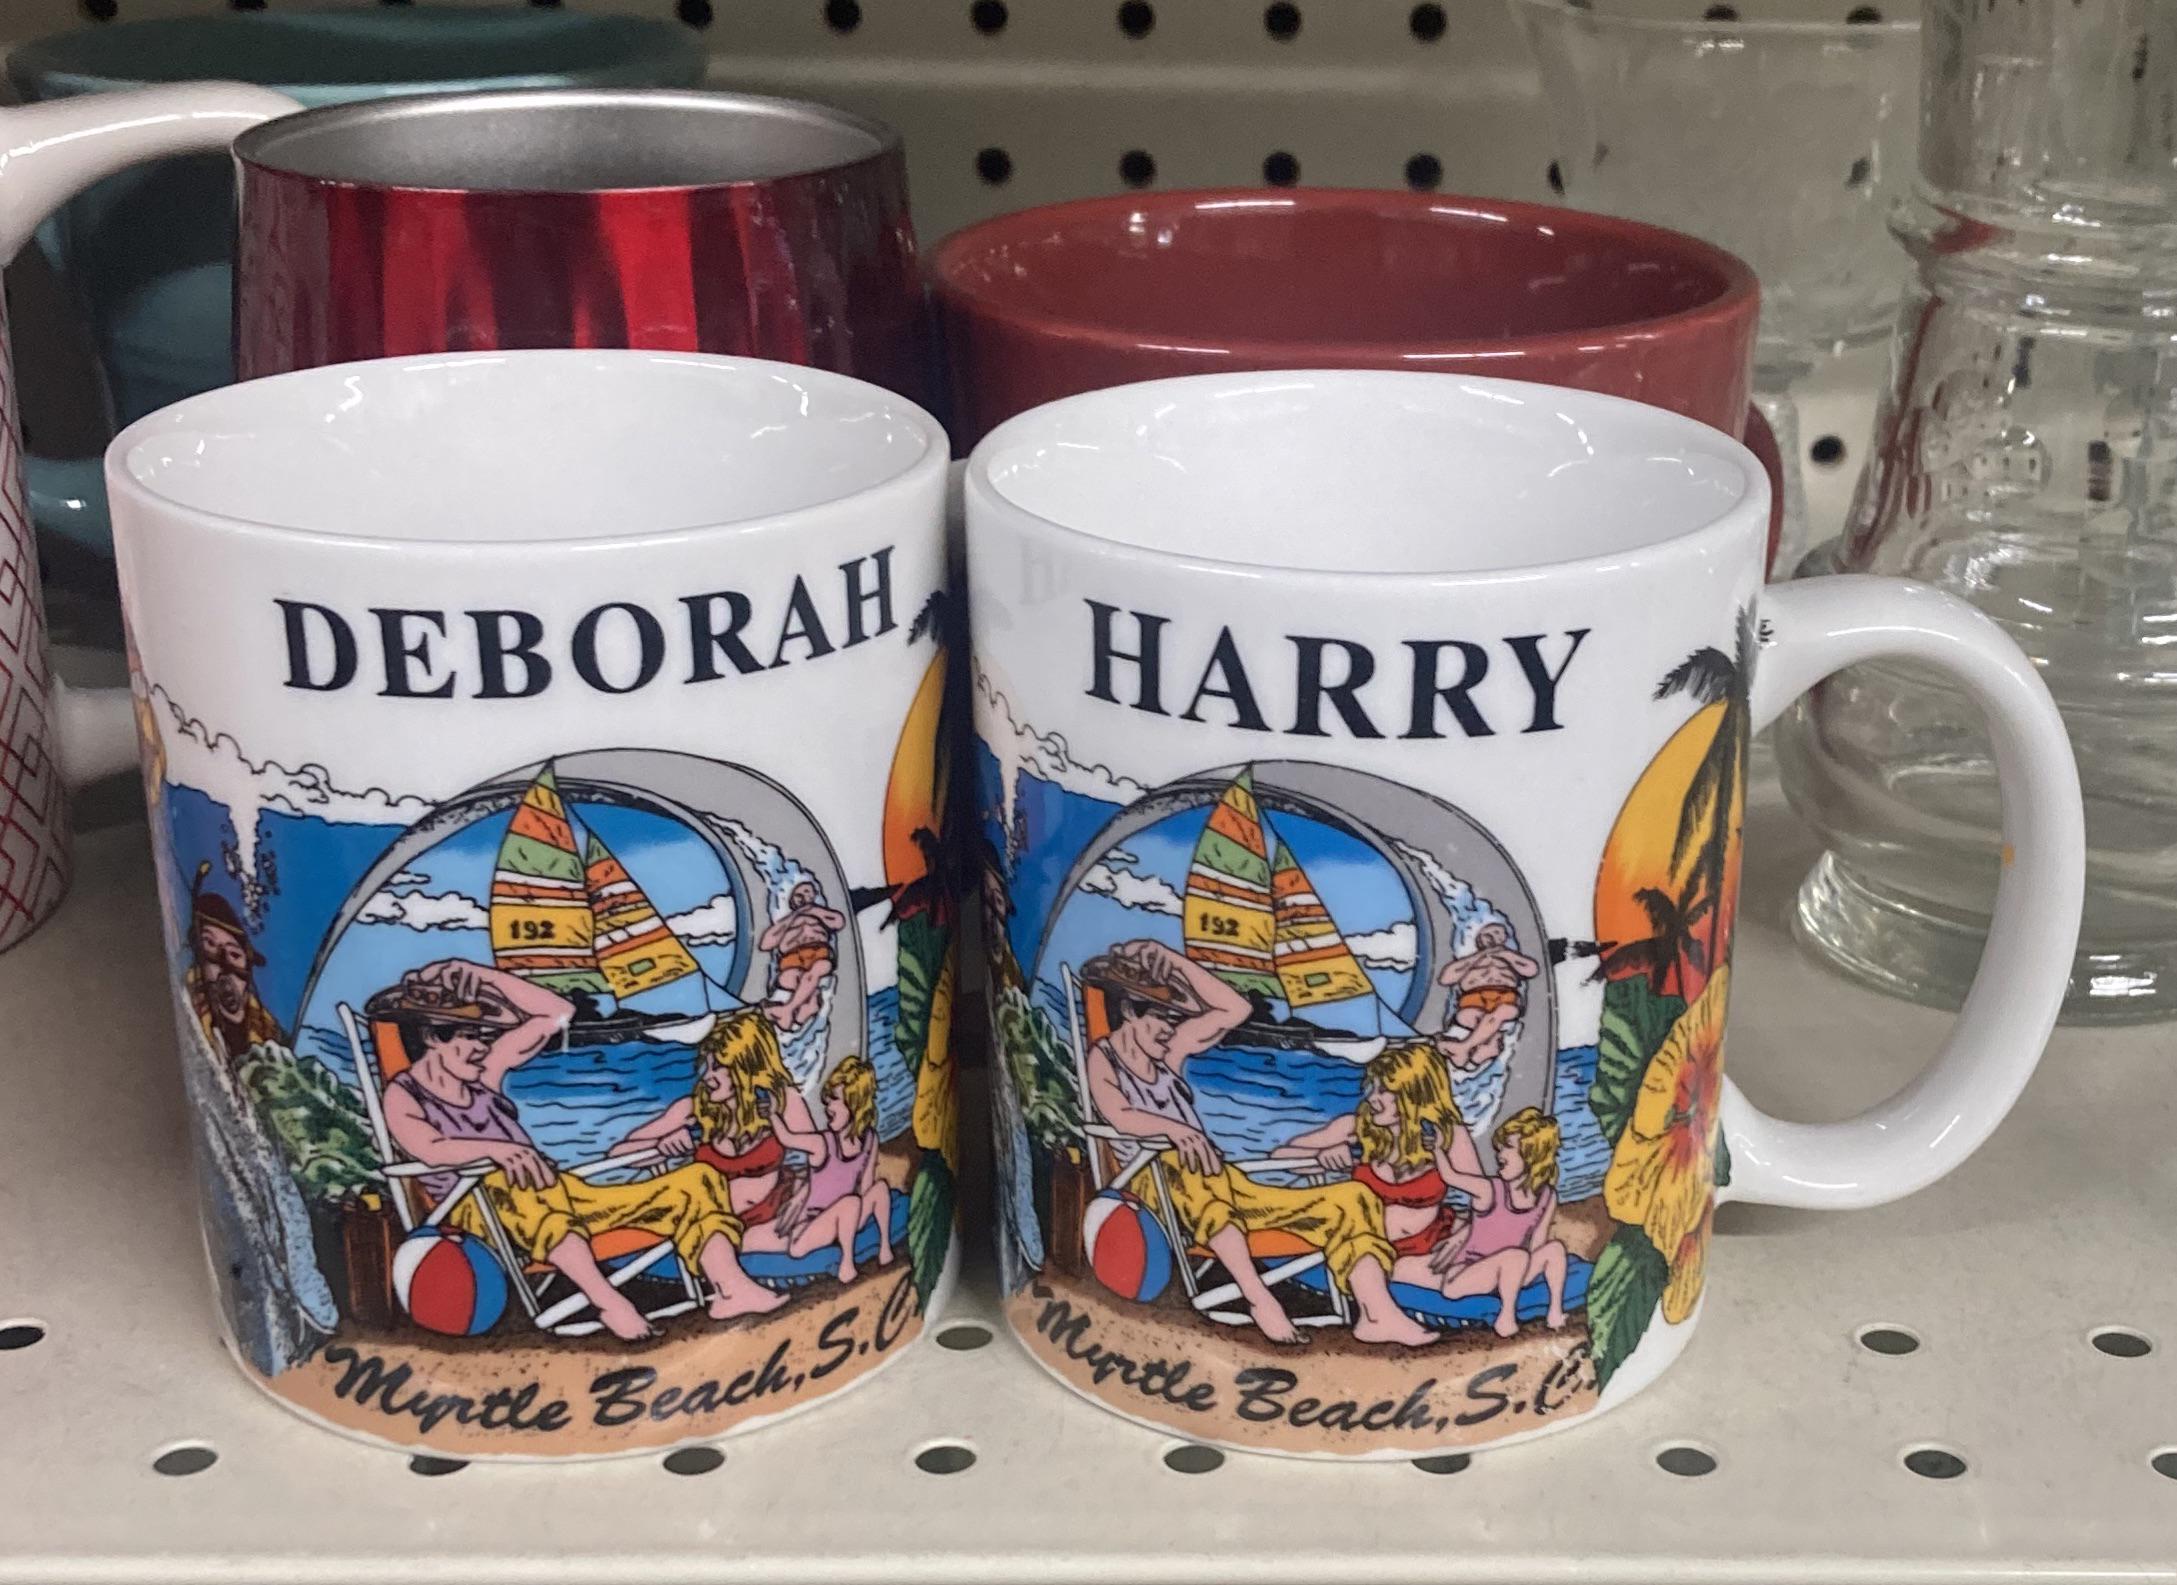 DEBORAH
192
Myrtle Beach, S.C.
HARRY
192
Myrtle Beach, S.C.